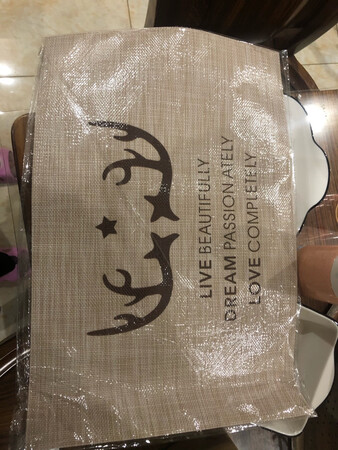 LIVE BEAUTIFULLY
DREAM PASSIONATELY
LOVE COMPLETELY